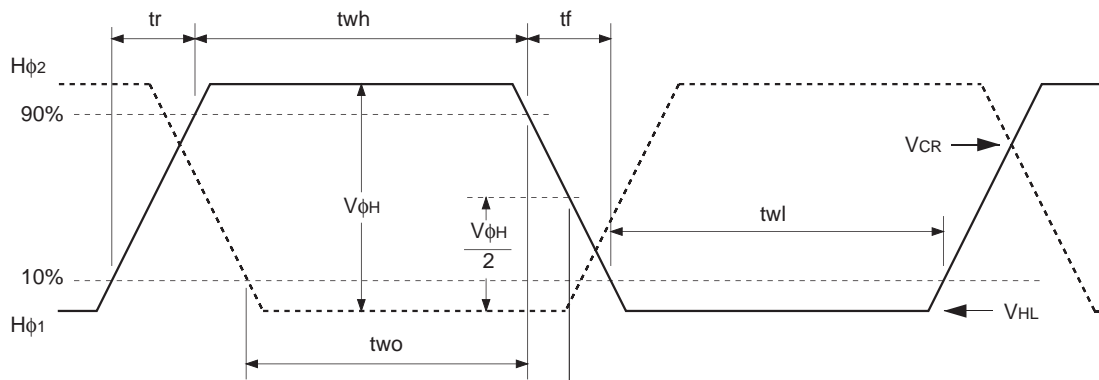 tr
twh
tf
Hϕ2
90%
VCR
VϕH
VϕH
2
twl
10%
Hϕ1
VHL
two